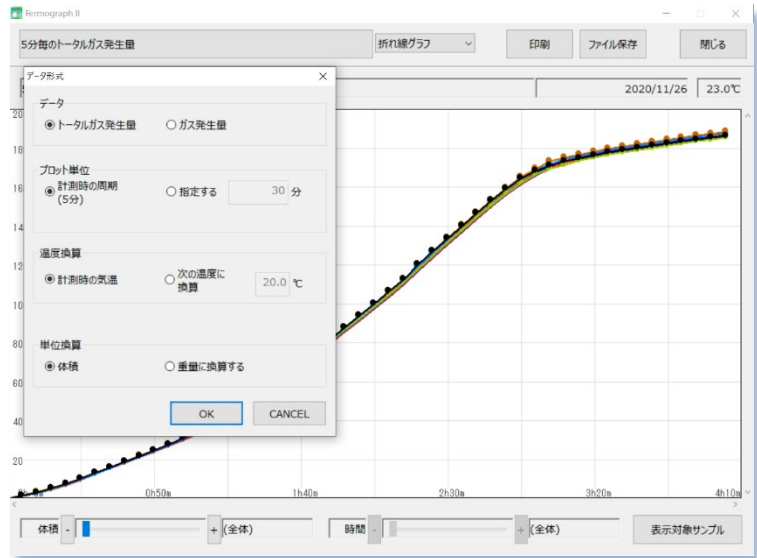 Fermograph II
5分毎のトータルガス発生量
折れ線グラフ
印刷
ファイル保存
閉じる
データ形式
2020/11/26
23.0℃
データ
トータルガス発生量
ガス発生量
プロット単位
計測時の周期
(5分)
指定する
30 分
温度換算
計測時の気温
次の温度に
換算
20.0 ℃
単位換算
体積
重量に換算する
OK
CANCEL
20
18
16
14
12
10
80
60
40
20
0h50m
1h40m
2h30m
3h20m
4h10m
体積
-
+
(全体)
時間
-
+
(全体)
表示対象サンプル